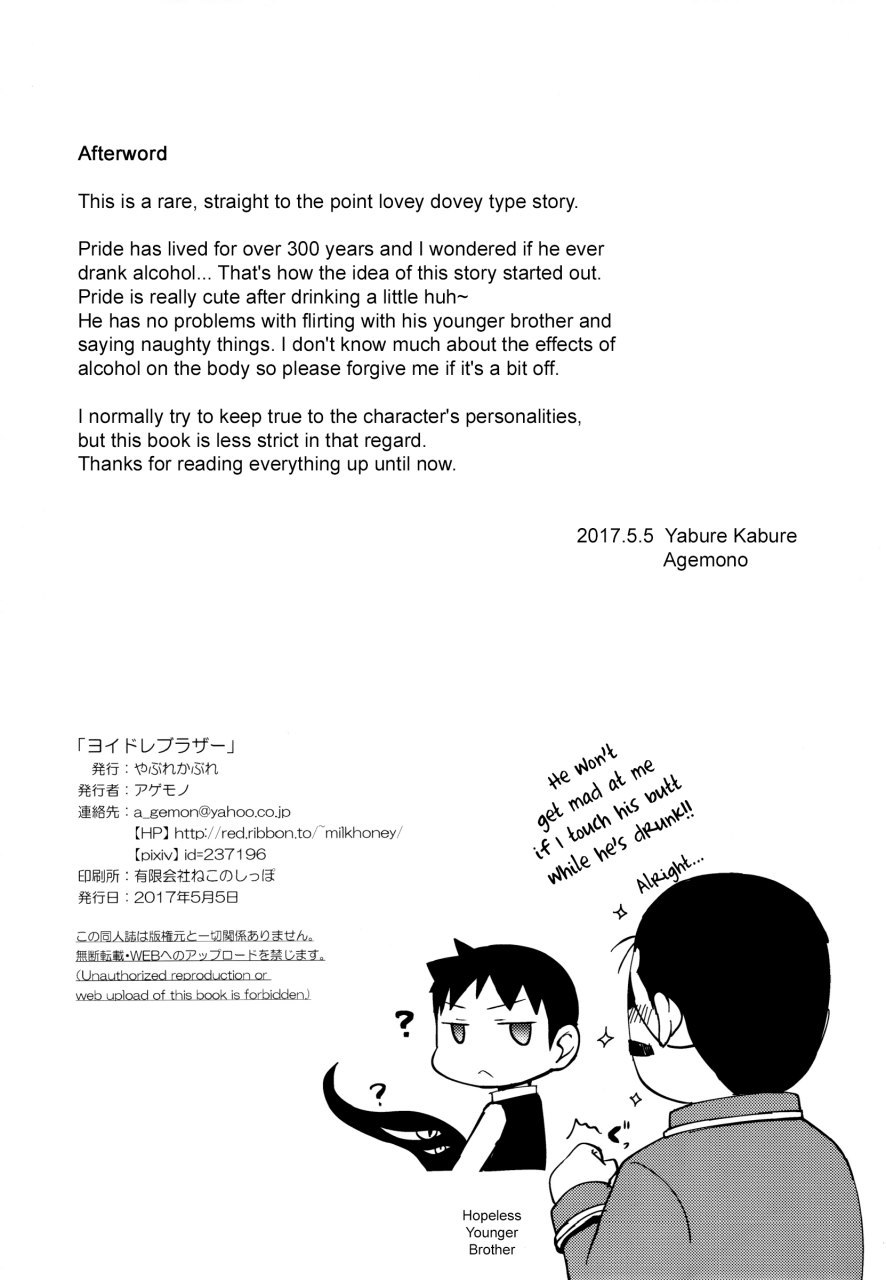 Afterword
This is a rare, straight to the point lovey dovey type story.
Pride has lived for over 300 years and I wondered if he ever
drank alcohol... That's how the idea of this story started out.
Pride is really cute after drinking a little huh~
He has no problems with flirting with his younger brother and
saying naughty things. I don't know much about the effects of
alcohol on the body so please forgive me if it's a bit off.
I normally try to keep true to the character's personalities,
but this book is less strict in that regard.
Thanks for reading everything up until now.
2017.5.5 Yabure Kabure
Agemono
「ヨイドレブラザー」
発行：やぶれかぶれ
発行者：アゲモノ
連絡先：a_gemon@yahoo.co.jp
【HP】http://red.ribbon.to/~milkhoney/
【pixiv】id=237196
印刷所：有限会社ねこのしっぽ
発行日：2017年5月5日
この同人誌は版権元と一切関係ありません。
無断転載・WEBへのアップロードを禁じます。
(Unauthorized reproduction or
web upload of this book is forbidden.)
He won't
get mad at me
if I touch his butt
while he's drunk!!
Alright...
?
?
ぐ
Hopeless
Younger
Brother